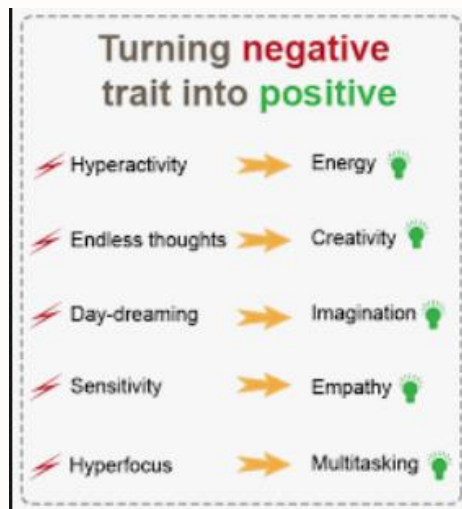 Turning negative
trait into positive
Hyperactivity Energy
Endless thoughts Creativity
Day-dreaming Imagination
Sensitivity Empathy
Hyperfocus Multitasking